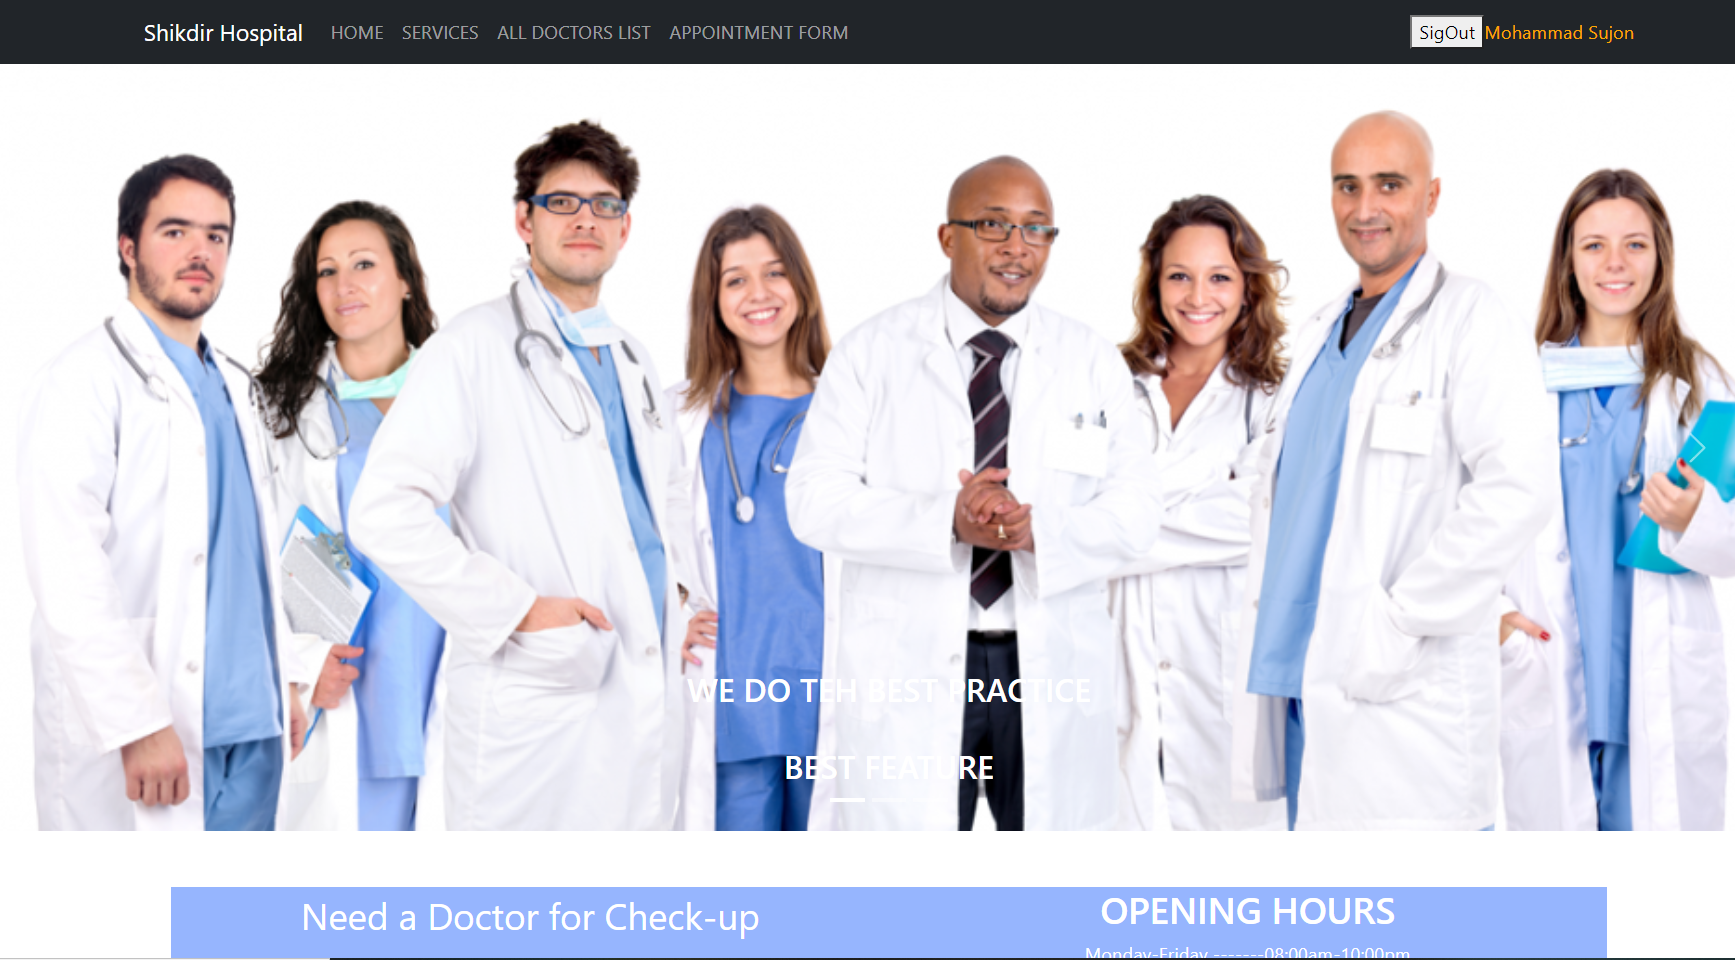 Shikdir Hospital HOME SERVICES ALL DOCTORS LIST APPOINTMENT FORM SigOut Mohammad Sujon
WE DO TEH BEST PRACTICE
BEST FEATURE
Need a Doctor for Check-up
OPENING HOURS
Monday-Friday -------08:00am-10:00pm